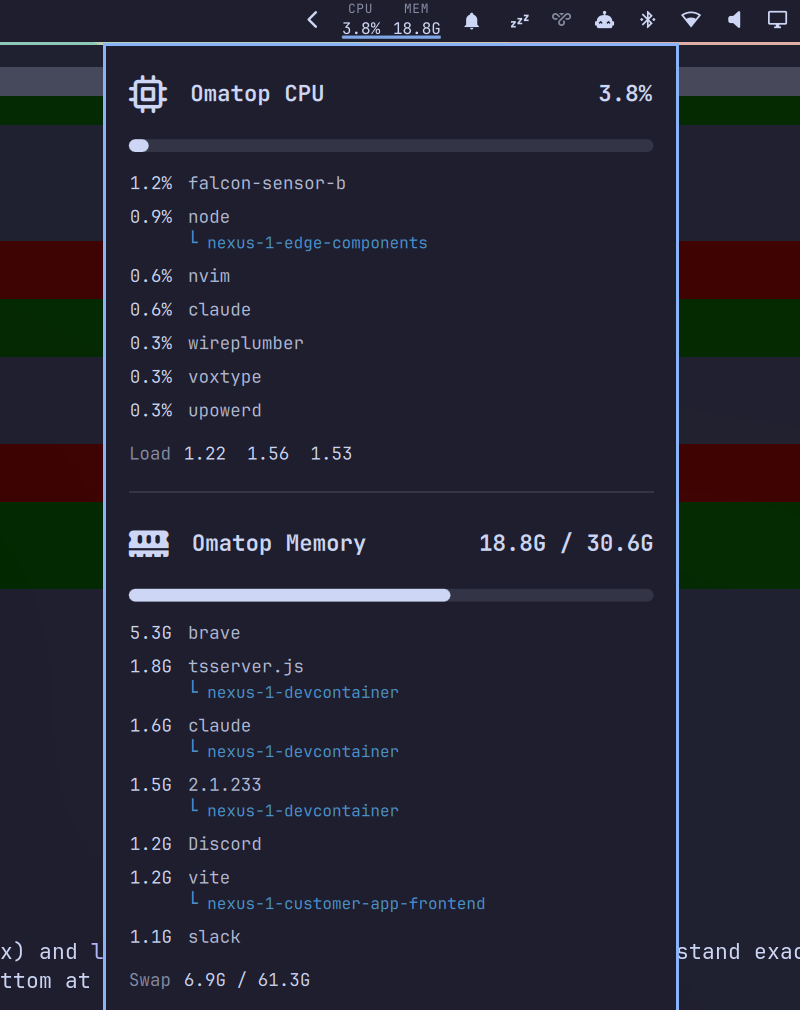 CPU MEM
3.8% 18.8G
zzz
Omatop CPU 3.8%
1.2% falcon-sensor-b
0.9% node
└ nexus-1-edge-components
0.6% nvim
0.6% claude
0.3% wireplumber
0.3% voxtype
0.3% upowerd
Load 1.22 1.56 1.53
Omatop Memory 18.8G / 30.6G
5.3G brave
1.8G tsserver.js
└ nexus-1-devcontainer
1.6G claude
└ nexus-1-devcontainer
1.5G 2.1.233
└ nexus-1-devcontainer
1.2G Discord
1.2G vite
└ nexus-1-customer-app-frontend
1.1G slack
x) and l stand exac
ttom at
Swap 6.9G / 61.3G